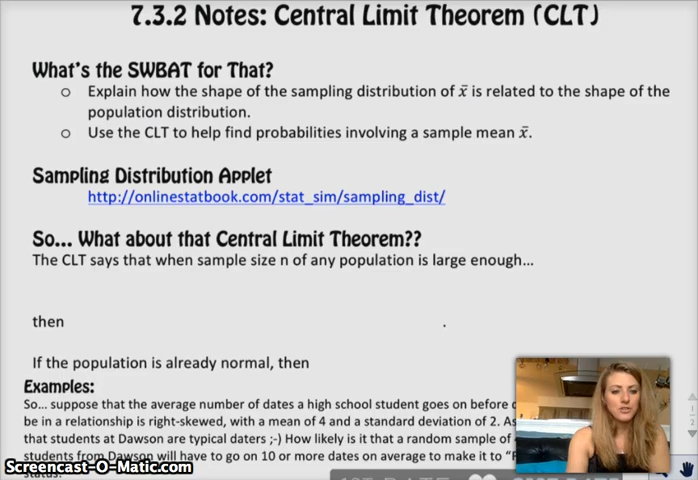 7.3.2 Notes: Central Limit Theorem (CLT)
What's the SWBAT for That?
o Explain how the shape of the sampling distribution of x̄ is related to the shape of the
population distribution.
o Use the CLT to help find probabilities involving a sample mean x̄.
Sampling Distribution Applet
http://onlinestatbook.com/stat_sim/sampling_dist/
So... What about that Central Limit Theorem??
The CLT says that when sample size n of any population is large enough...
then .
If the population is already normal, then
Examples:
So... suppose that the average number of dates a high school student goes on before
be in a relationship is right-skewed, with a mean of 4 and a standard deviation of 2. As
that students at Dawson are typical daters ;-) How likely is it that a random sample of
students from Dawson will have to go on 10 or more dates on average to make it to "F
status?
Screencast-O-Matic.com
1/2